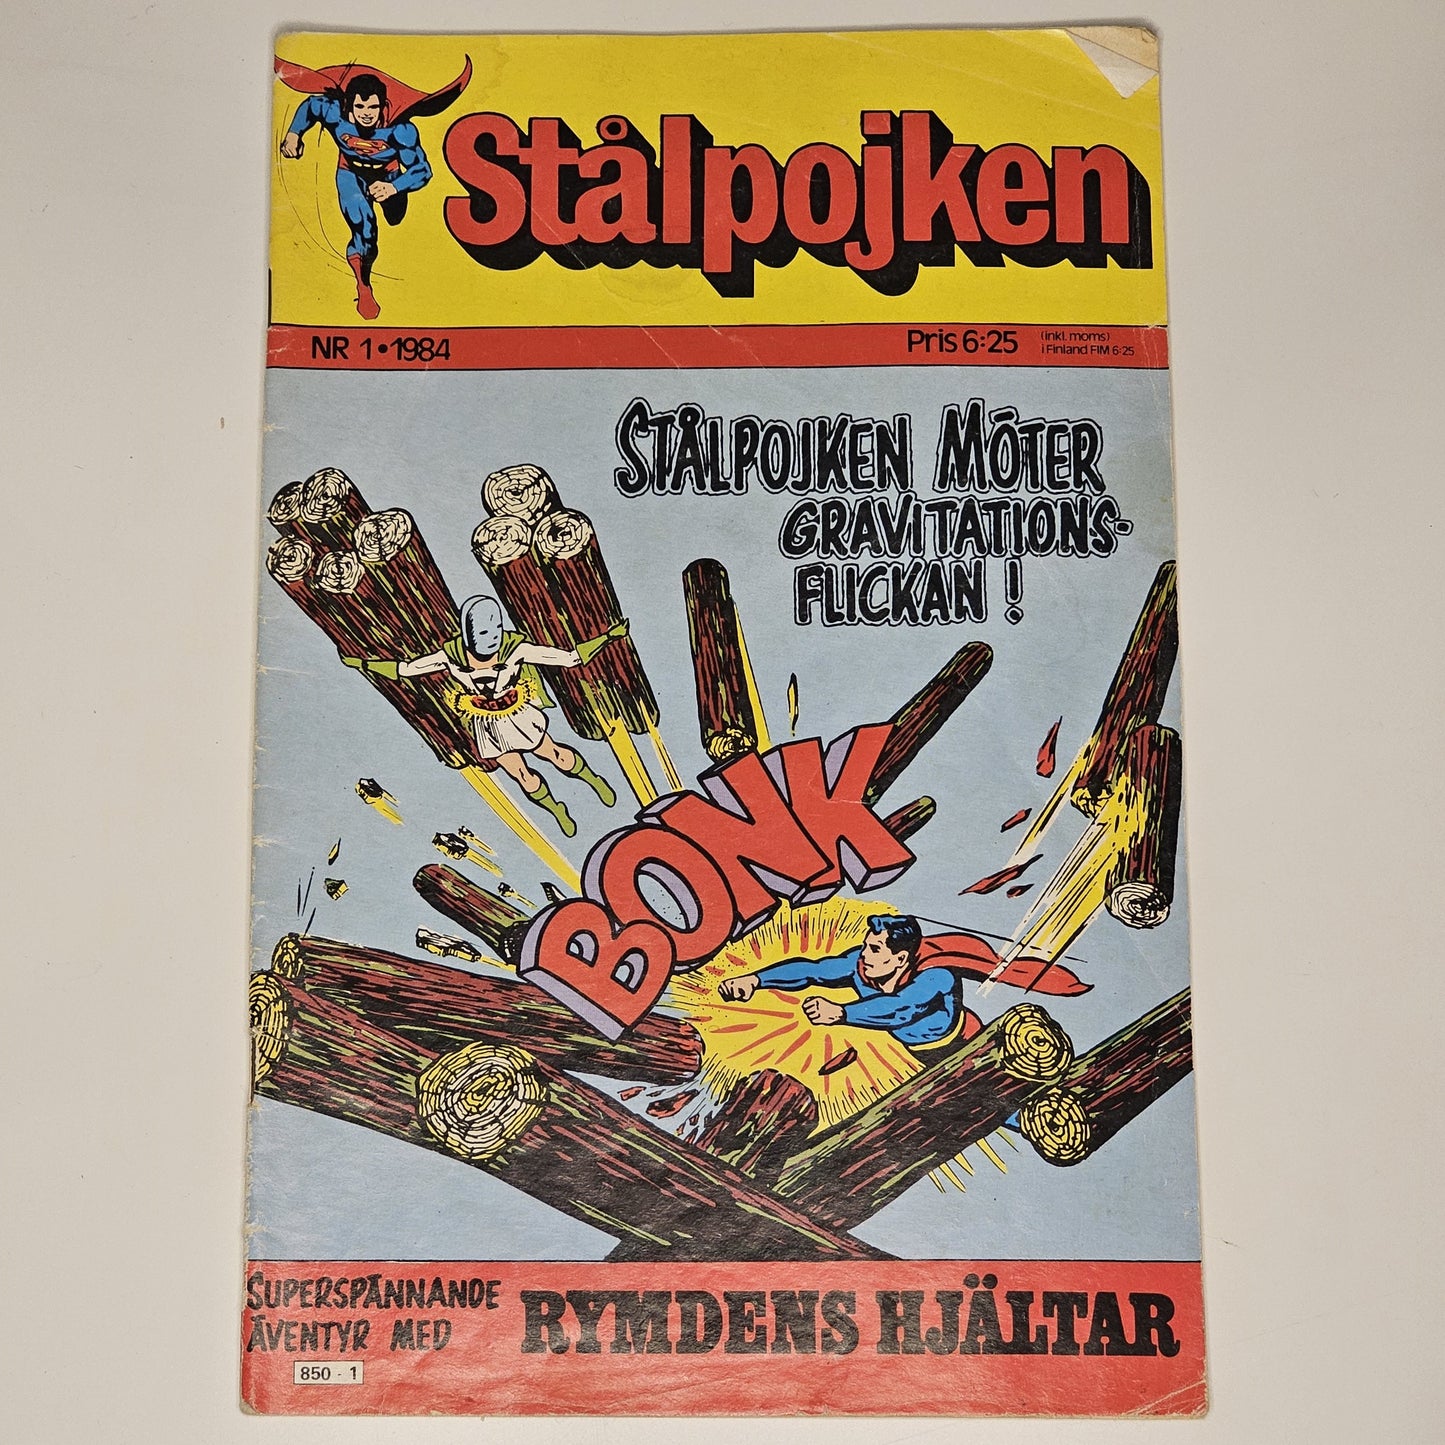 Stålpojken
NR 1•1984
Pris 6:25
(inkl. moms)
i Finland FIM 6:25
STÅLPOJKEN MÖTER
GRAVITATIONS-
FLICKAN!
BONK
SUPERSPÄNNANDE
ÄVENTYR MED
RYMDENS HJÄLTAR
850 - 1